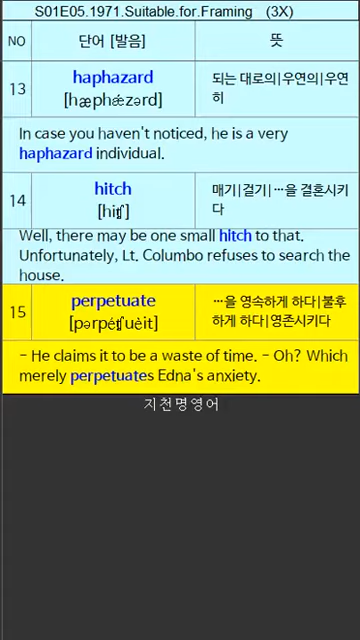 S01E05.1971.Suitable.for.Framing (3X)
NO 단어 [발음] 뜻
13 haphazard [hæphǽzərd] 되는 대로의|우연의|우연
히
In case you haven't noticed, he is a very
haphazard individual.
14 hitch [hitʃ] 매기|걸기|…을 결혼시키
다
Well, there may be one small hitch to that.
Unfortunately, Lt. Columbo refuses to search the
house.
15 perpetuate [pərpétʃuèit] …을 영속하게 하다|불후
하게 하다|영존시키다
- He claims it to be a waste of time. - Oh? Which
merely perpetuates Edna's anxiety.
지천명영어